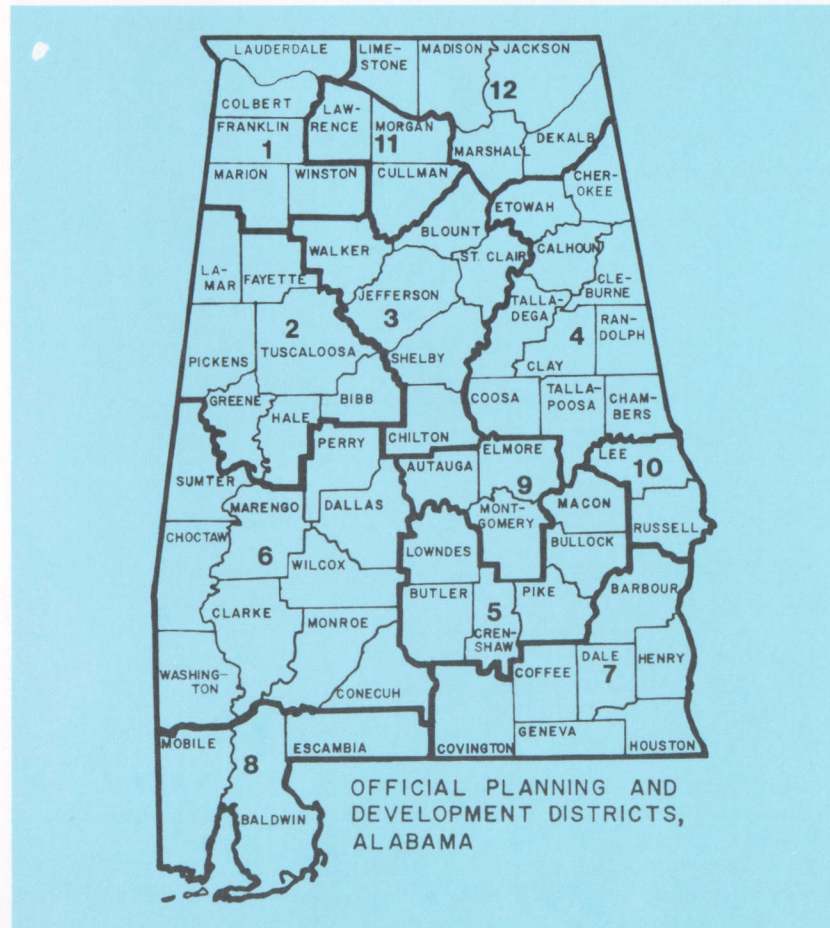 LAUDERDALE
LIME-
STONE
MADISON
JACKSON
12
COLBERT
LAW-
RENCE
FRANKLIN
1
MORGAN
11
MARSHALL
DEKALB
MARION
WINSTON
CULLMAN
CHER-
OKEE
ETOWAH
BLOUNT
WALKER
ST. CLAIR
CALHOUN
LA-
MAR
FAYETTE
JEFFERSON
3
CLE-
BURNE
TALLA-
DEGA
4
RAN-
DOLPH
2
TUSCALOOSA
PICKENS
SHELBY
CLAY
GREENE
HALE
BIBB
COOSA
TALLA-
POOSA
CHAM-
BERS
PERRY
CHILTON
ELMORE
9
LEE
10
SUMTER
AUTAUGA
MARENGO
DALLAS
MONT-
GOMERY
MACON
RUSSELL
CHOCTAW
6
LOWNDES
BULLOCK
WILCOX
BUTLER
5
CREN-
SHAW
PIKE
BARBOUR
CLARKE
MONROE
COFFEE
DALE
7
HENRY
WASHING-
TON
CONECUH
GENEVA
MOBILE
8
ESCAMBIA
COVINGTON
HOUSTON
BALDWIN
OFFICIAL PLANNING AND
DEVELOPMENT DISTRICTS,
ALABAMA